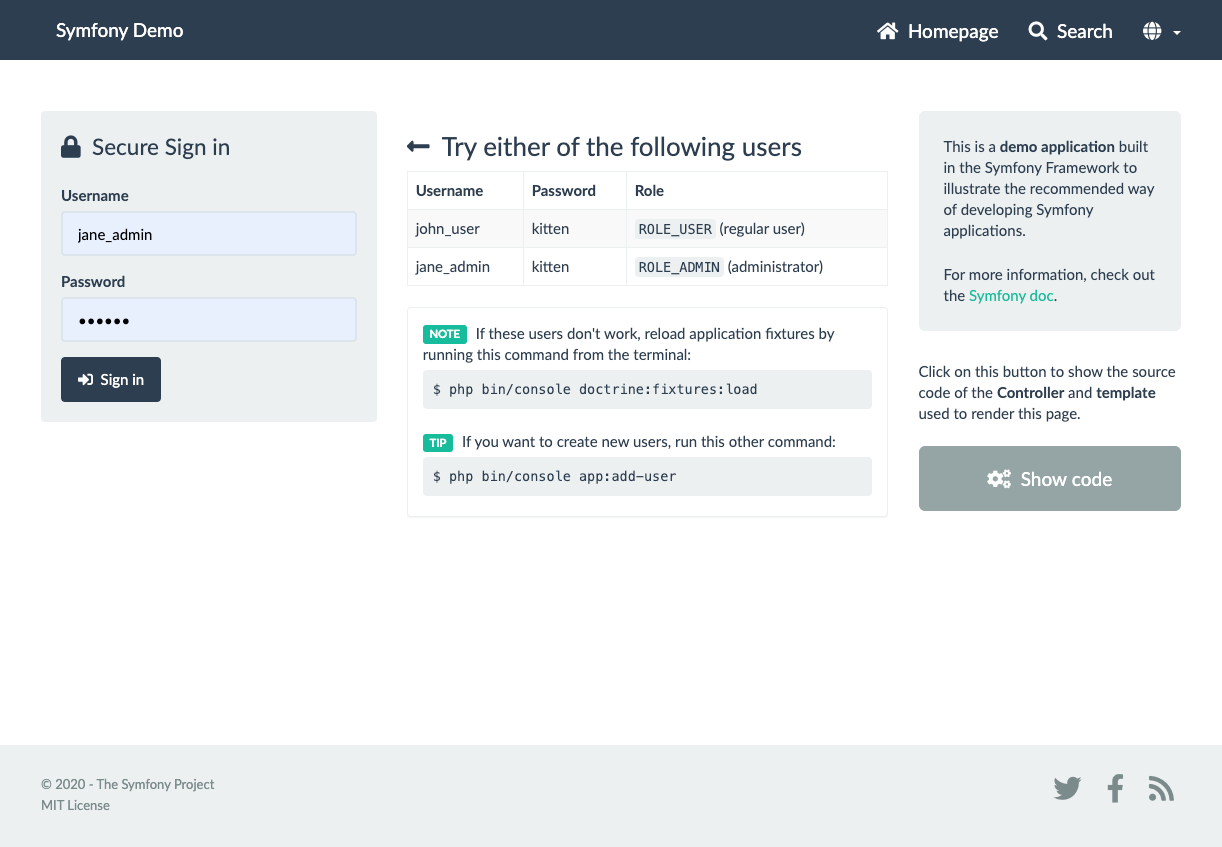 Symfony Demo
Homepage
Search
Secure Sign in
Username
jane_admin
Password
••••••
Sign in
Try either of the following users
Username Password Role
john_user kitten ROLE_USER (regular user)
jane_admin kitten ROLE_ADMIN (administrator)
NOTE If these users don't work, reload application fixtures by
running this command from the terminal:
$ php bin/console doctrine:fixtures:load
TIP If you want to create new users, run this other command:
$ php bin/console app:add-user
This is a demo application built
in the Symfony Framework to
illustrate the recommended way
of developing Symfony
applications.
For more information, check out
the Symfony doc.
Click on this button to show the source
code of the Controller and template
used to render this page.
Show code
© 2020 - The Symfony Project
MIT License